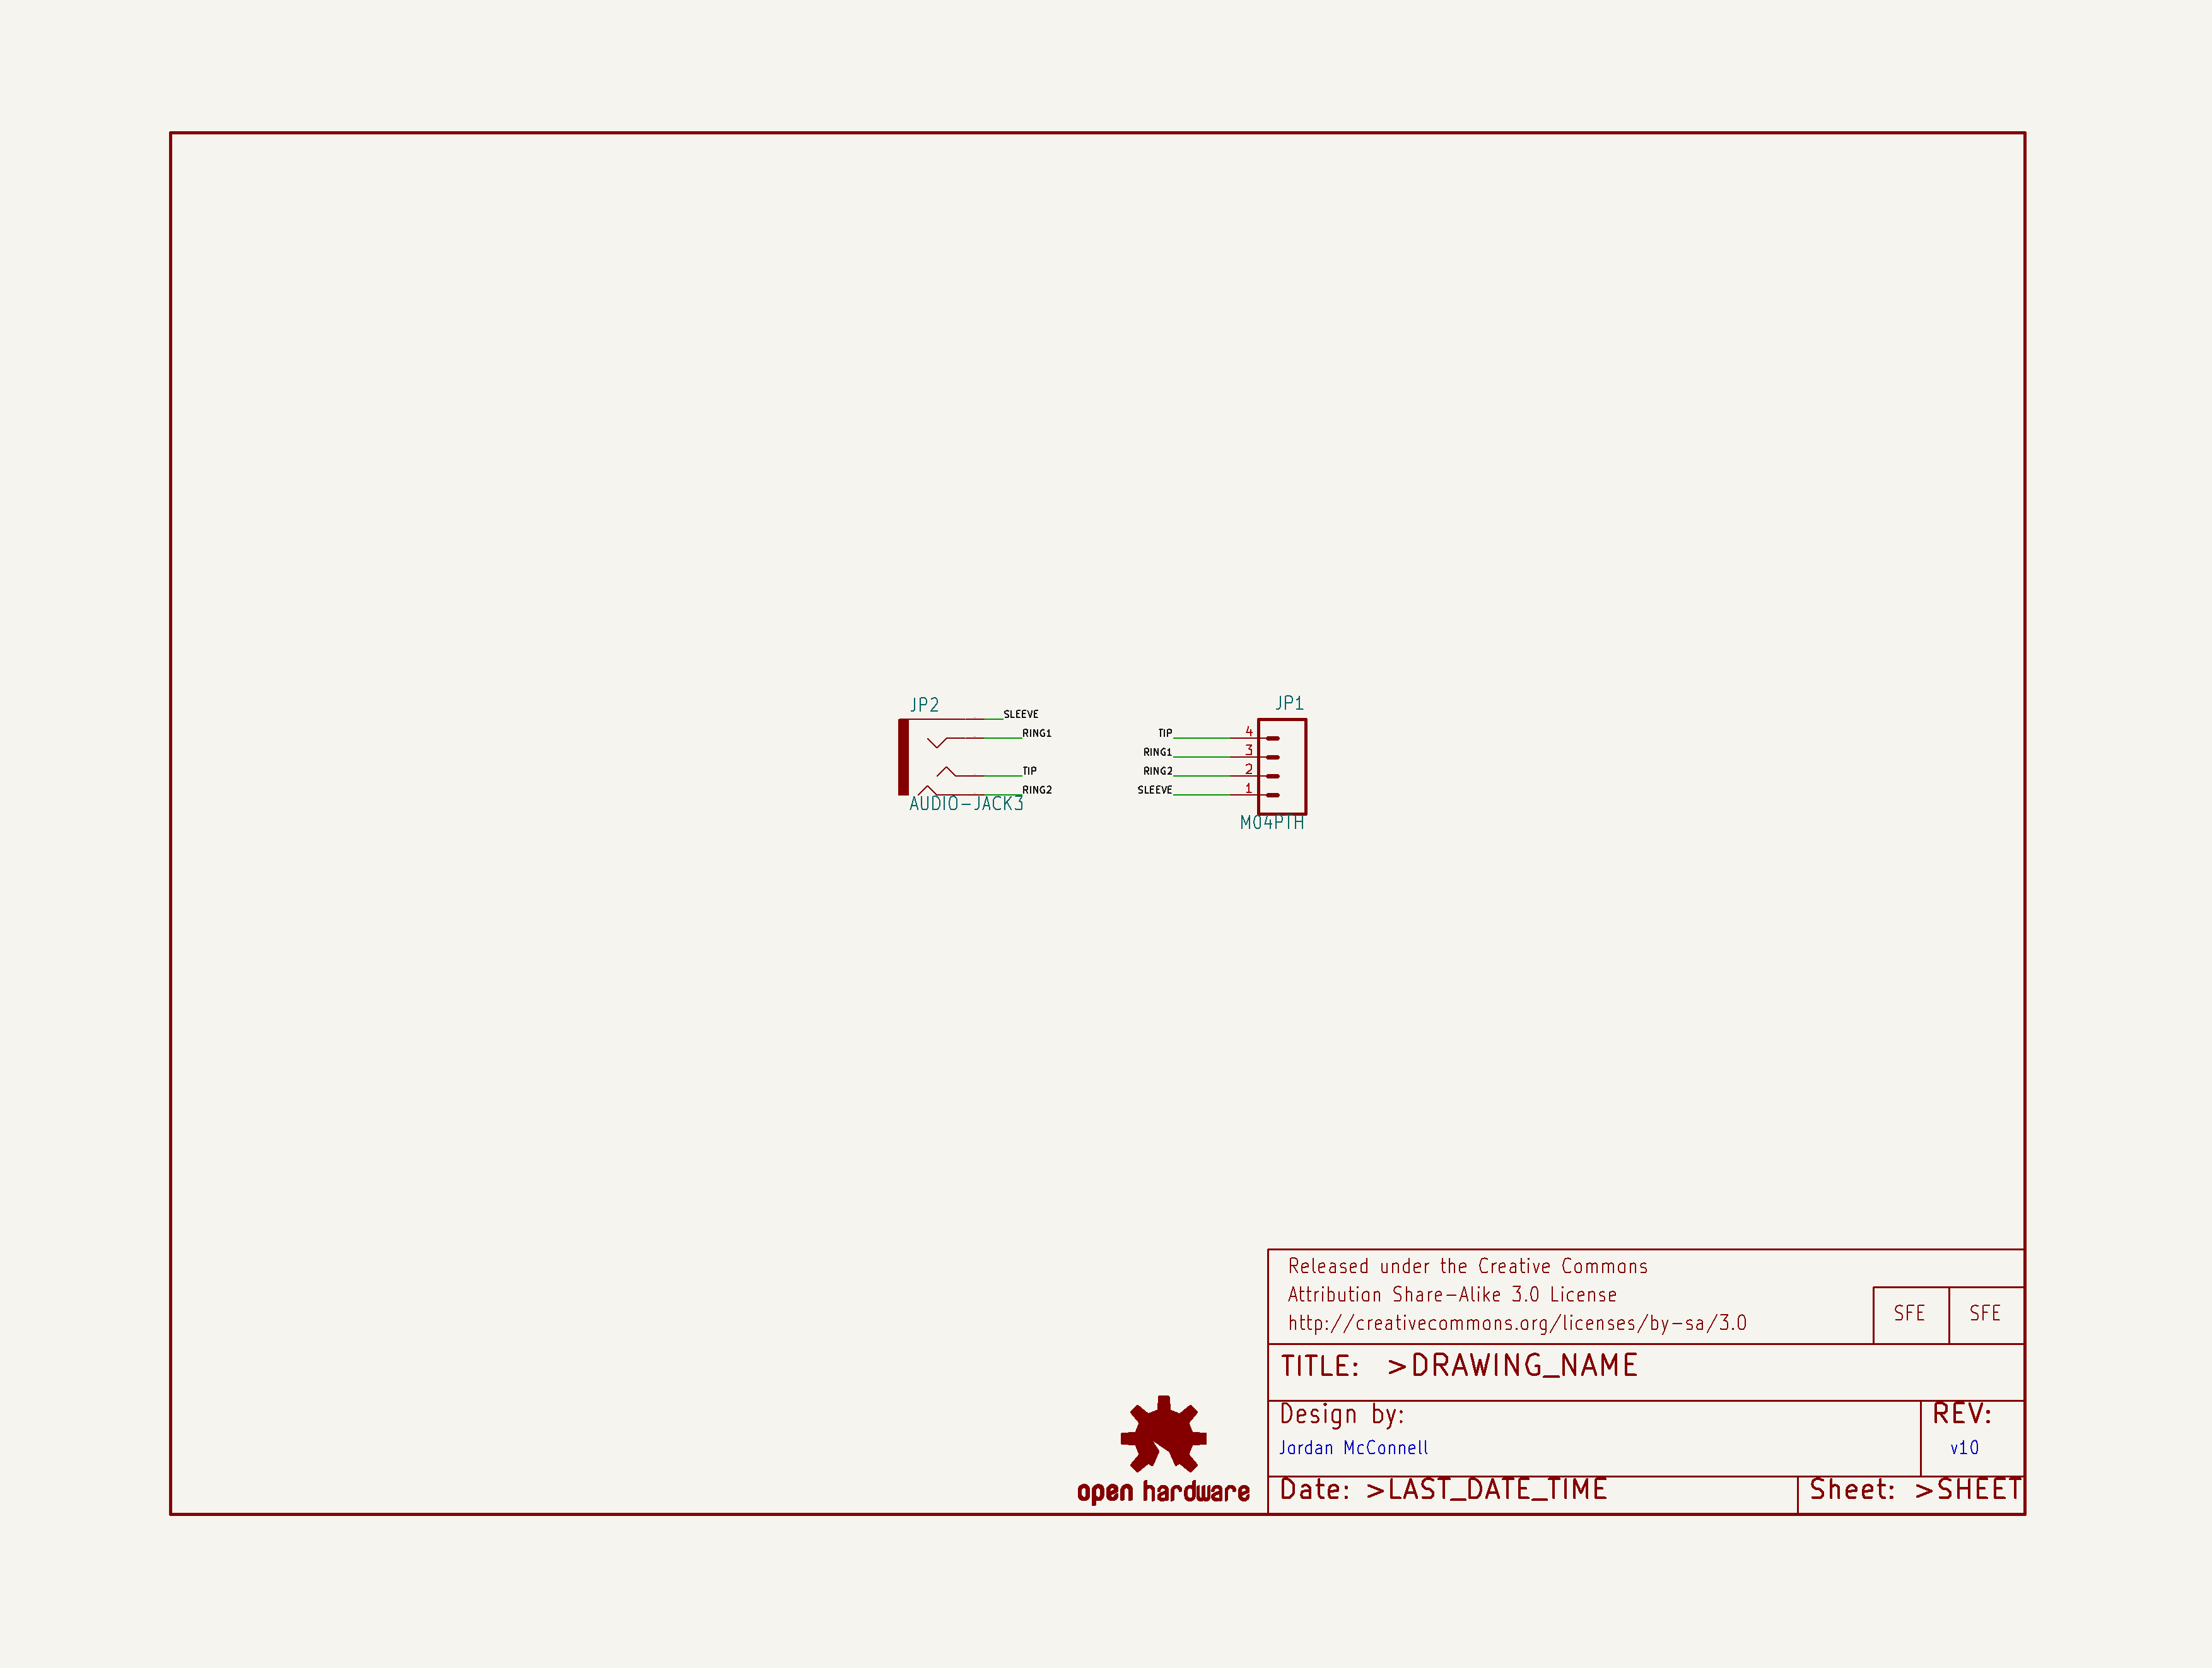 JP2
SLEEVE
RING1
TIP
RING2
AUDIO-JACK3
JP1
TIP 4
RING1 3
RING2 2
SLEEVE 1
M04PTH
Released under the Creative Commons
Attribution Share-Alike 3.0 License
http://creativecommons.org/licenses/by-sa/3.0
SFE SFE
TITLE: >DRAWING_NAME
Design by:
Jordan McConnell
REV:
v10
Date: >LAST_DATE_TIME
Sheet: >SHEET
open hardware